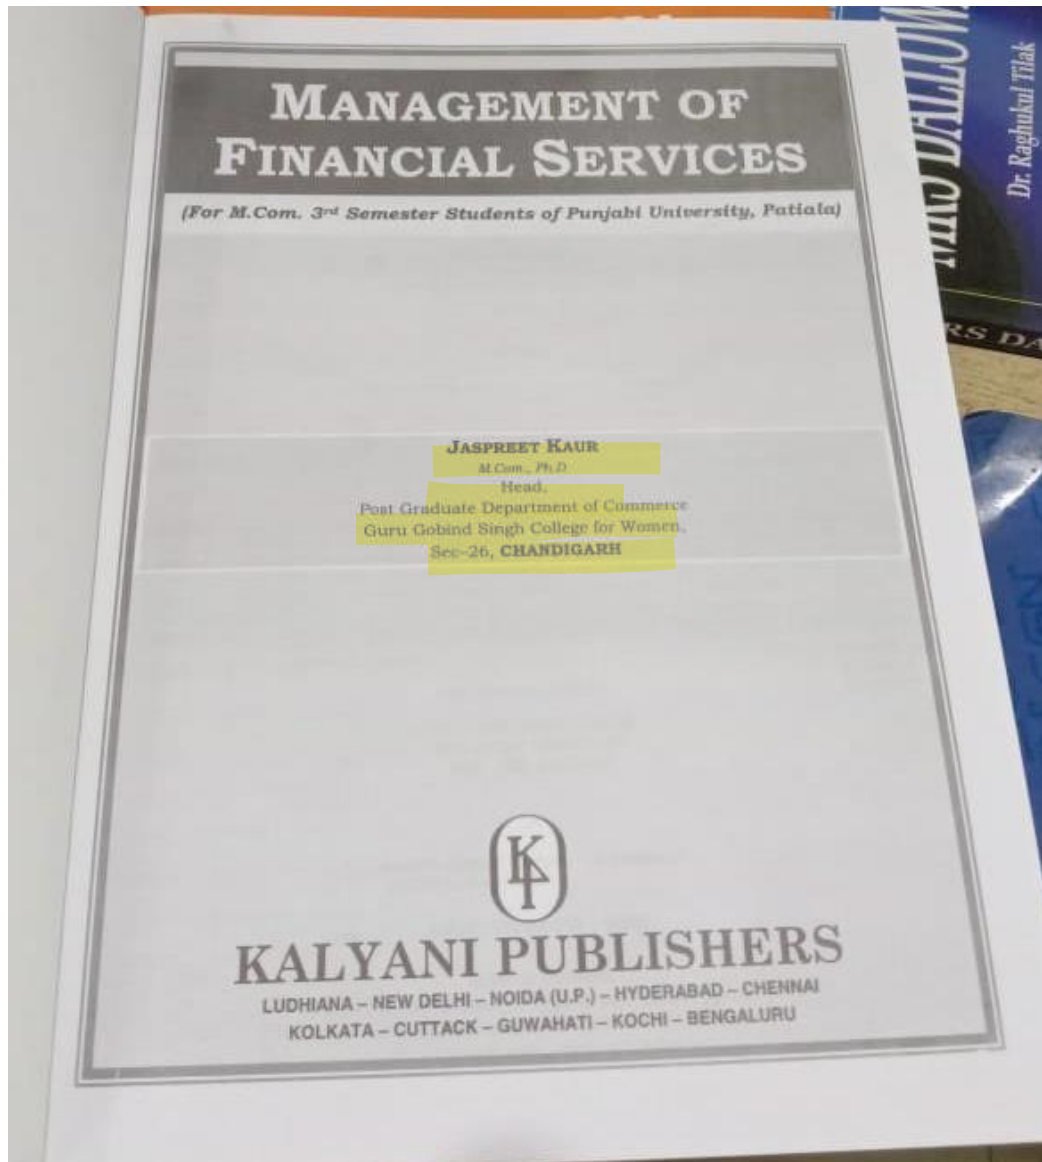 MANAGEMENT OF
FINANCIAL SERVICES
(For M.Com. 3rd Semester Students of Punjabi University, Patiala)
JASPREET KAUR
M.Com., Ph.D.
Head,
Post Graduate Department of Commerce
Guru Gobind Singh College for Women,
Sec–26, CHANDIGARH
KALYANI PUBLISHERS
LUDHIANA – NEW DELHI – NOIDA (U.P.) – HYDERABAD – CHENNAI
KOLKATA – CUTTACK – GUWAHATI – KOCHI – BENGALURU
Dr. Raghukul Tilak